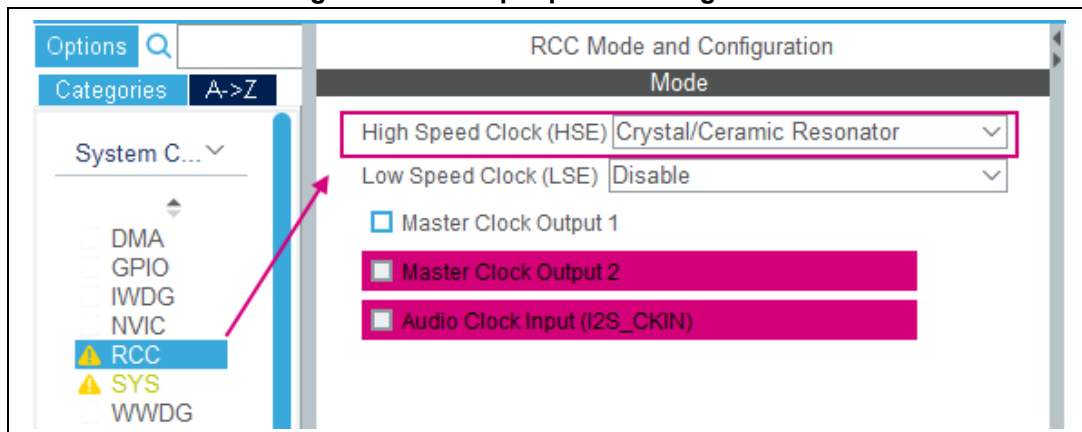 Options
Categories A->Z
System C...
DMA
GPIO
IWDG
NVIC
RCC
SYS
WWDG
RCC Mode and Configuration
Mode
High Speed Clock (HSE) Crystal/Ceramic Resonator
Low Speed Clock (LSE) Disable
Master Clock Output 1
Master Clock Output 2
Audio Clock Input (I2S_CKIN)